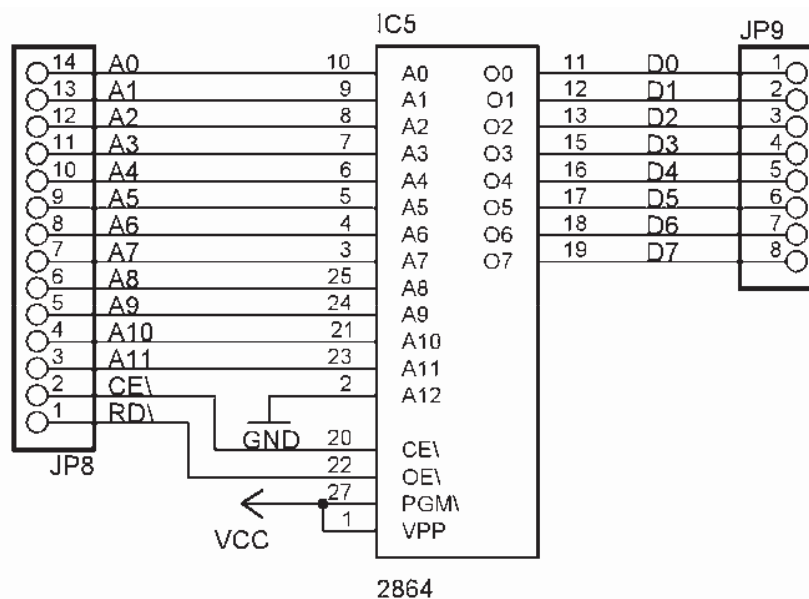 IC5
JP9
14 A0 10 A0 O0 11 D0 1
13 A1 9 A1 O1 12 D1 2
12 A2 8 A2 O2 13 D2 3
11 A3 7 A3 O3 15 D3 4
10 A4 6 A4 O4 16 D4 5
9 A5 5 A5 O5 17 D5 6
8 A6 4 A6 O6 18 D6 7
7 A7 3 A7 O7 19 D7 8
6 A8 25 A8
5 A9 24 A9
4 A10 21 A10
3 A11 23 A11
2 CE\ 2 A12
1 RD\
GND 20 CE\
JP8 22 OE\
27 PGM\
VCC 1 VPP
2864